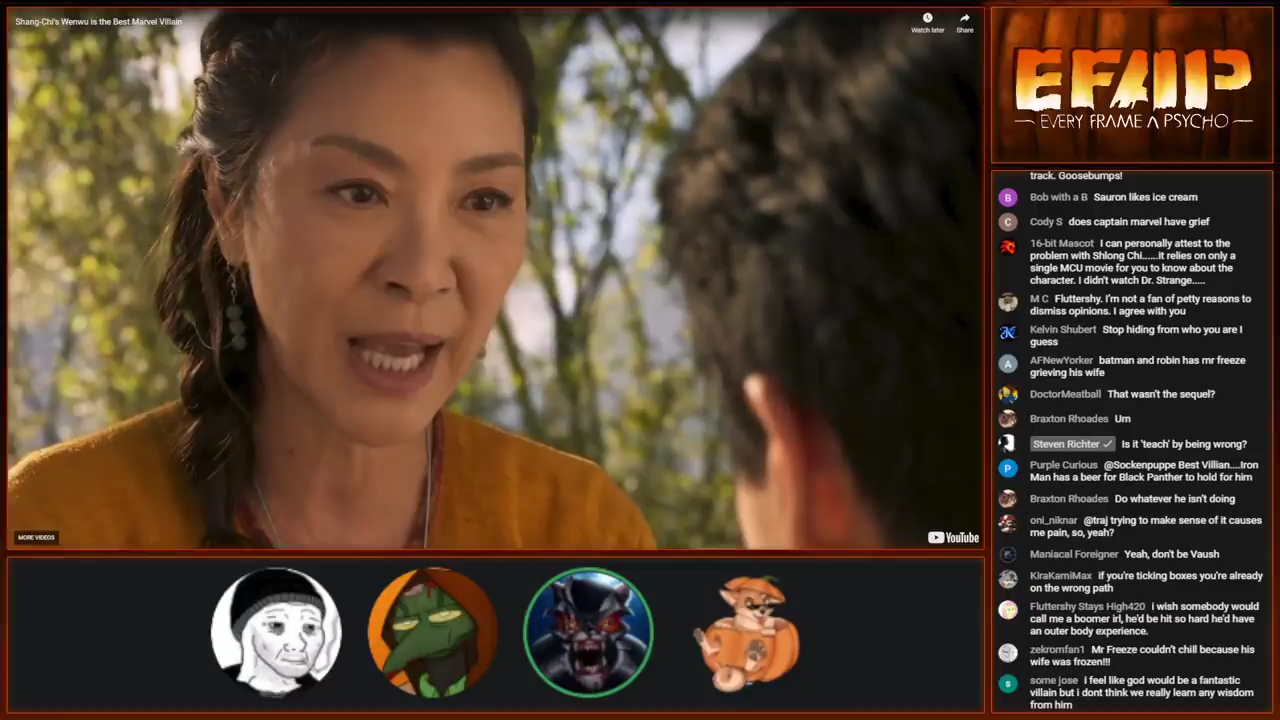 Shang-Chi's Wenwu is the Best Marvel Villain
Watch later
Share
MORE VIDEOS
YouTube
EFAP
EVERY FRAME A PSYCHO
track. Goosebumps!
B
Bob with a B Sauron likes ice cream
C
Cody S does captain marvel have grief
16-bit Mascot I can personally attest to the
problem with Shlong Chi......it relies on only a
single MCU movie for you to know about the
character. I didn't watch Dr. Strange.....
M C Fluttershy. I'm not a fan of petty reasons to
dismiss opinions. I agree with you
Kelvin Shubert Stop hiding from who you are I
guess
A
AFNewYorker batman and robin has mr freeze
grieving his wife
DoctorMeatball That wasn't the sequel?
Braxton Rhoades Um
Steven Richter Is it 'teach' by being wrong?
P
Purple Curious @Sockenpuppe Best Villian....Iron
Man has a beer for Black Panther to hold for him
Braxton Rhoades Do whatever he isn't doing
oni_niknar @traj trying to make sense of it causes
me pain, so, yeah?
Maniacal Foreigner Yeah, don't be Vaush
KiraKamiMax if you're ticking boxes you're already
on the wrong path
Fluttershy Stays High420 i wish somebody would
call me a boomer irl, he'd be hit so hard he'd have
an outer body experience.
zekromfan1 Mr Freeze couldn't chill because his
wife was frozen!!!
s
some jose i feel like god would be a fantastic
villain but i dont think we really learn any wisdom
from him